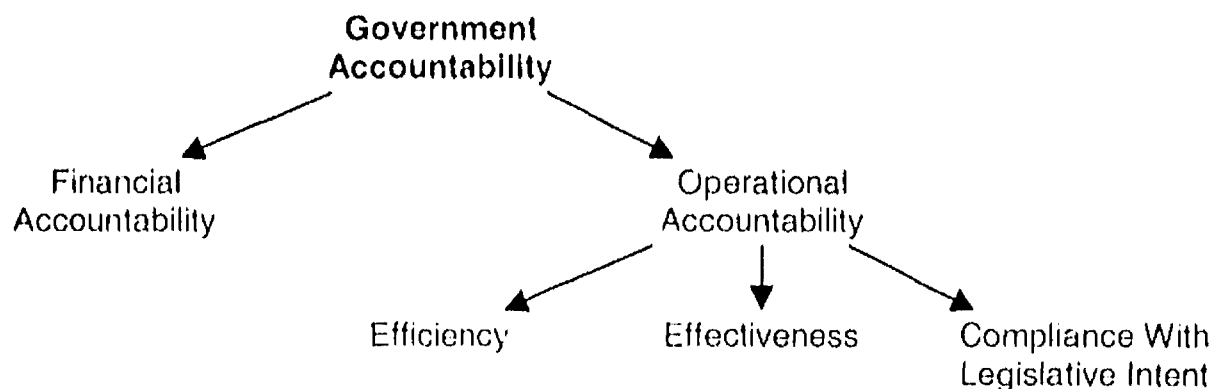 Government
Accountability
Financial
Accountability
Operational
Accountability
Efficiency
Effectiveness
Compliance With
Legislative Intent